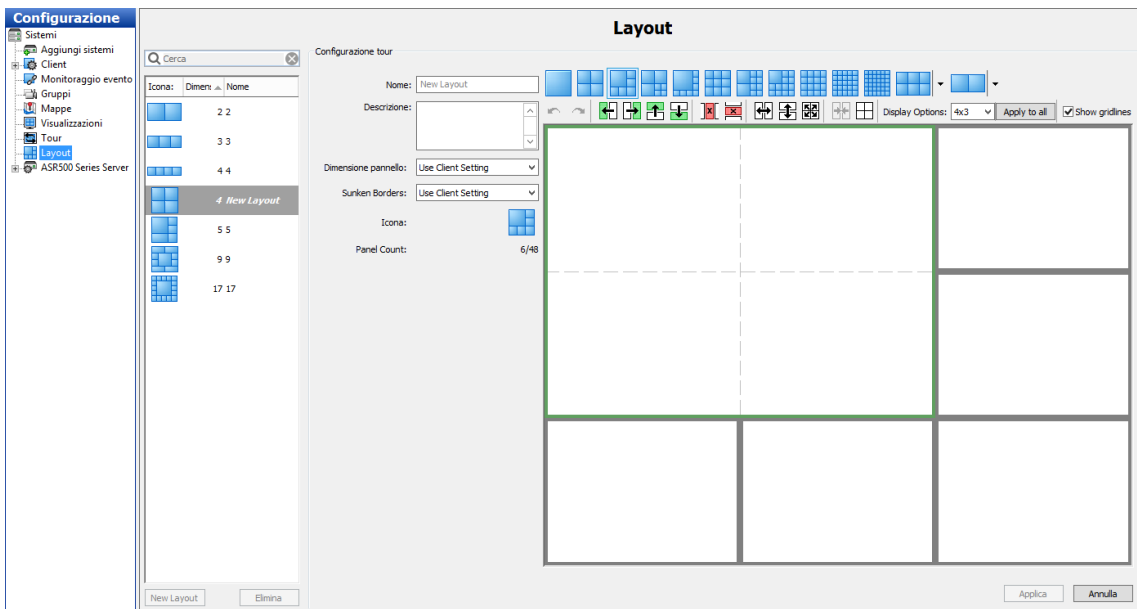 Configurazione
Sistemi
Aggiungi sistemi
Client
Monitoraggio evento
Gruppi
Mappe
Visualizzazioni
Tour
Layout
ASR500 Series Server
Layout
Cerca
Icona: Dimen: Nome
2 2
3 3
4 4
4 New Layout
5 5
9 9
17 17
New Layout Elimina
Configurazione tour
Nome: New Layout
Descrizione:
Dimensione pannello: Use Client Setting
Sunken Borders: Use Client Setting
Icona:
Panel Count: 6/48
Display Options: 4x3 Apply to all Show gridlines
Applica Annulla